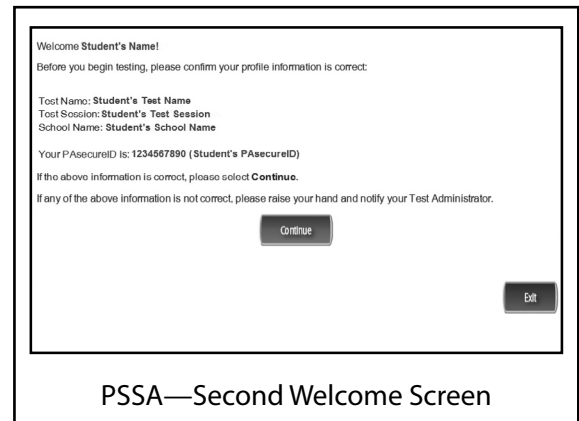 Welcome Student's Name!
Before you begin testing, please confirm your profile information is correct:
Test Name: Student's Test Name
Test Session: Student's Test Session
School Name: Student's School Name
Your PAsecureID Is: 1234567890 (Student's PAsecureID)
If the above information is correct, please select Continue.
If any of the above information is not correct, please raise your hand and notify your Test Administrator.
Continue
Exit
PSSA—Second Welcome Screen